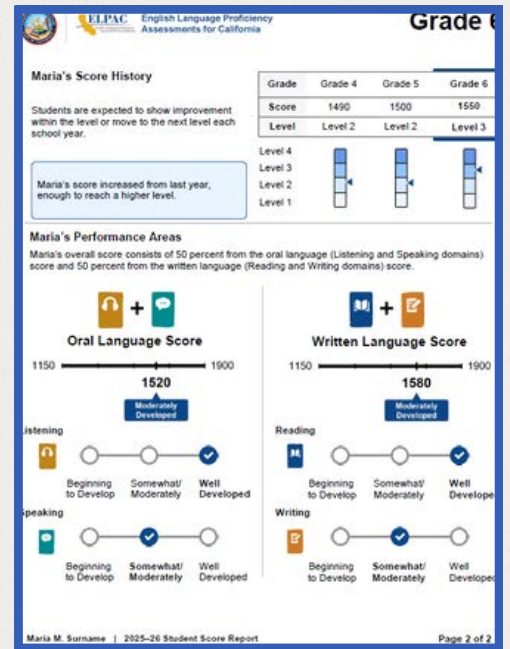 ELPAC English Language Proficiency
Assessments for California
Grade 6
Maria's Score History
Students are expected to show improvement
within the level or move to the next level each
school year.
Maria's score increased from last year,
enough to reach a higher level.
Grade Grade 4 Grade 5 Grade 6
Score 1490 1500 1550
Level Level 2 Level 2 Level 3
Level 4
Level 3
Level 2
Level 1
Maria's Performance Areas
Maria's overall score consists of 50 percent from the oral language (Listening and Speaking domains)
score and 50 percent from the written language (Reading and Writing domains) score.
+
Oral Language Score
1150 1900
1520
Moderately
Developed
istening
Beginning Somewhat/ Well
to Develop Moderately Developed
peaking
Beginning Somewhat/ Well
to Develop Moderately Developed
+
Written Language Score
1150 1900
1580
Moderately
Developed
Reading
Beginning Somewhat/ Well
to Develop Moderately Develope
Writing
Beginning Somewhat/ Well
to Develop Moderately Develope
Maria M. Surname | 2025–26 Student Score Report Page 2 of 2